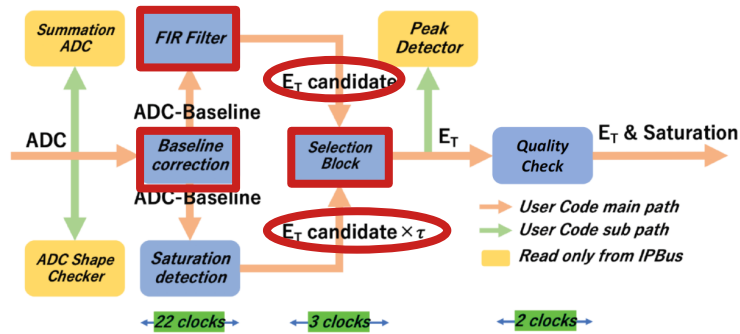 Summation
ADC
FIR Filter
Peak
Detector
E_T candidate
ADC-Baseline
ADC
Baseline
correction
Selection
Block
E_T
Quality
Check
E_T & Saturation
ADC-Baseline
E_T candidate × τ
User Code main path
User Code sub path
Read only from IPBus
ADC Shape
Checker
Saturation
detection
22 clocks
3 clocks
2 clocks